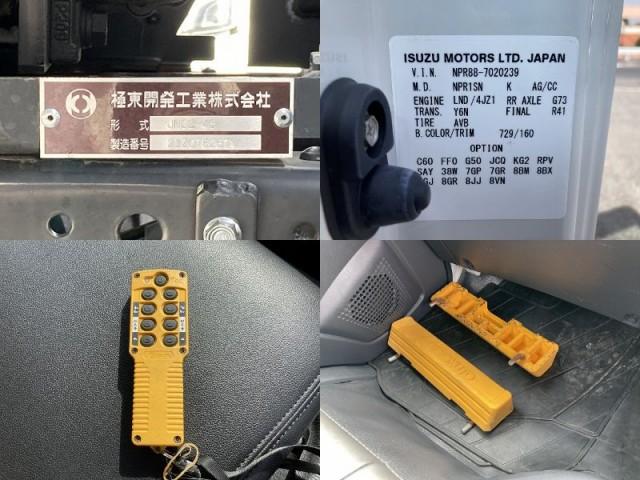 極東開発工業株式会社
形式
製造番号
ISUZU MOTORS LTD. JAPAN
V.I.N. NPR88-7020239
M.D. NPR1SN K AG/CC
ENGINE LND/4JZ1 RR AXLE G73
TRANS. Y6N FINAL R41
TIRE AVB
B.COLOR/TRIM 729/160
OPTION
C60 FF0 G50 JC0 KG2 RPV
SAY 38W 7GP 7GR 8BM 8BX
8GR 8JJ 8VN